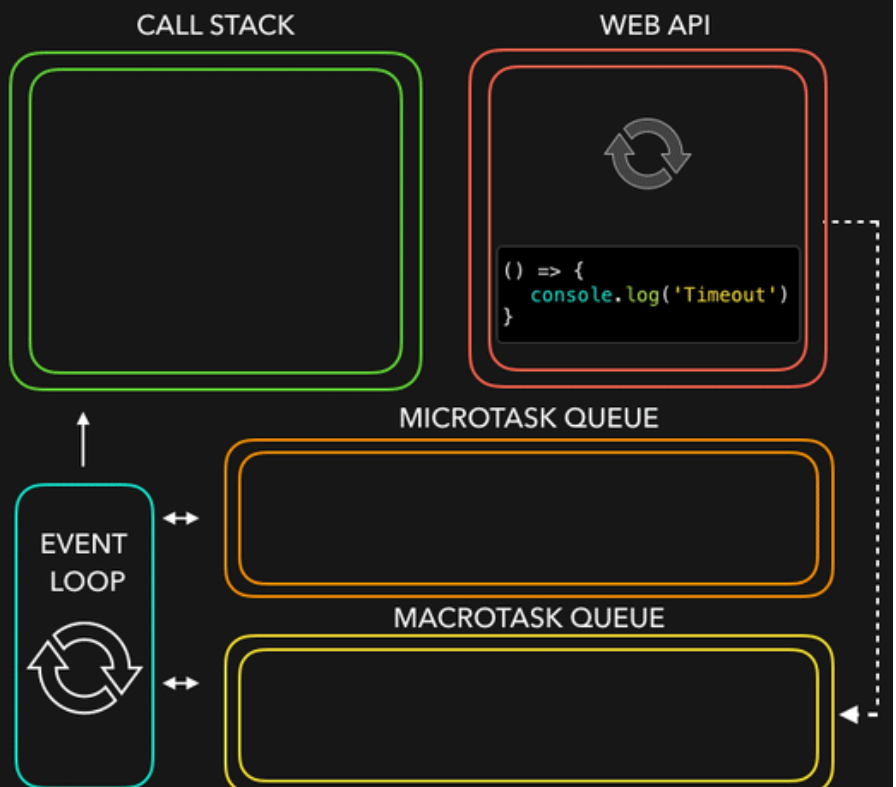 CALL STACK
WEB API
() => {
console.log('Timeout')
}
MICROTASK QUEUE
EVENT
LOOP
MACROTASK QUEUE